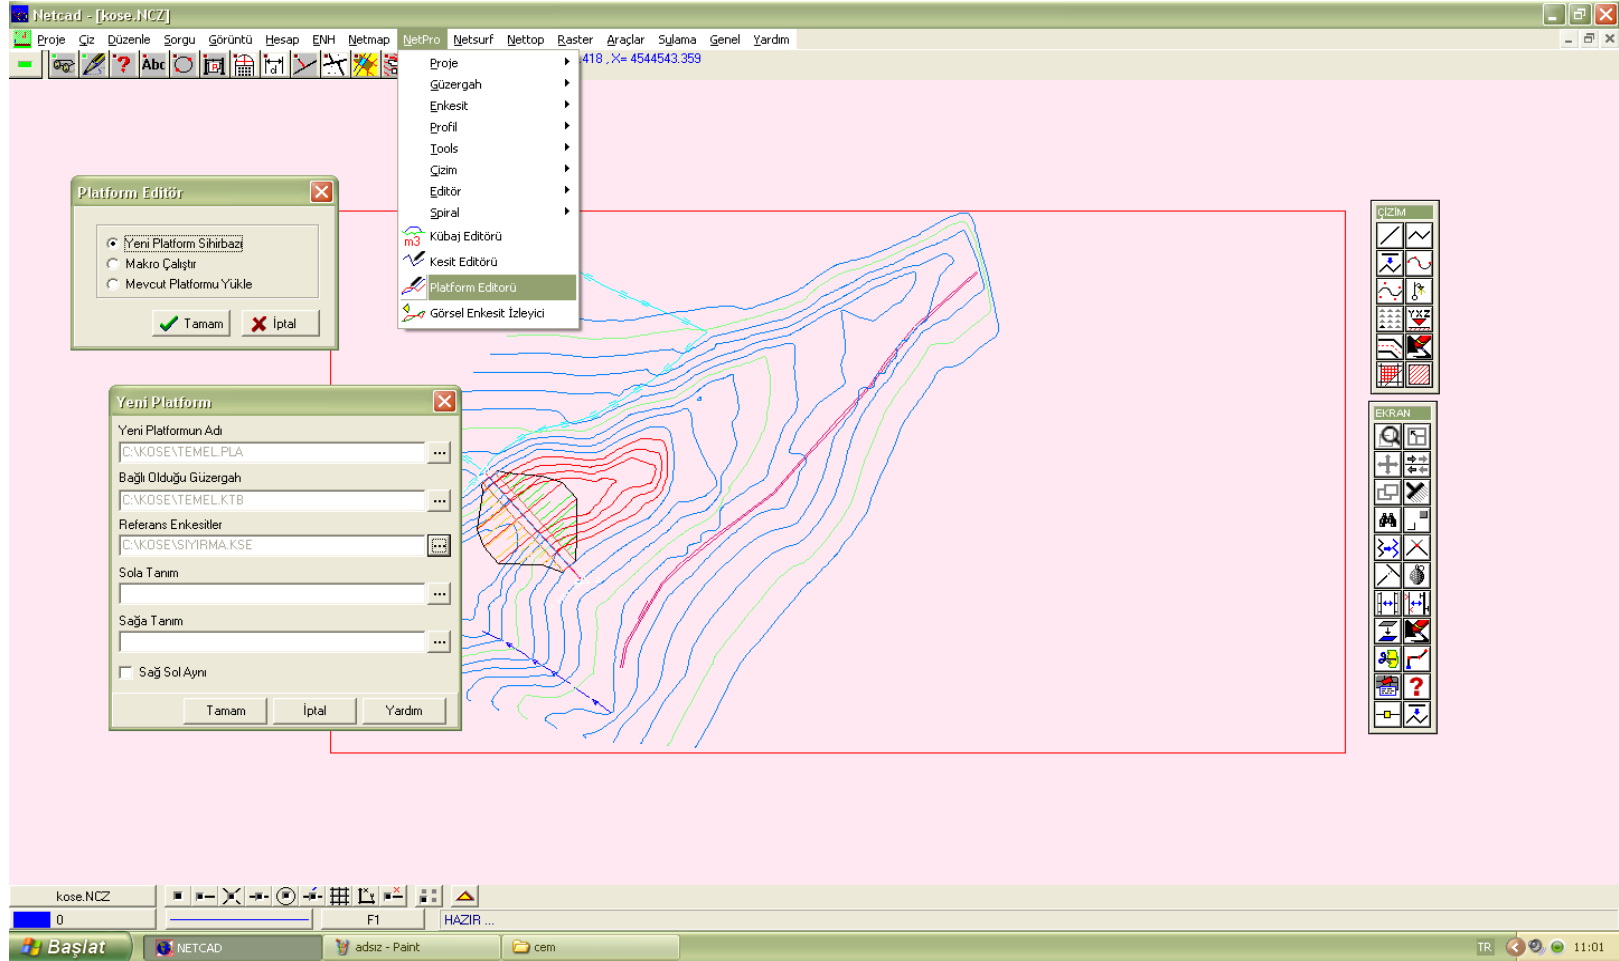 Netcad - [kose.NCZ]
Proje Çiz Düzenle Sorgu Görüntü Hesap ENH Netmap NetPro Netsurf Nettop Raster Araçlar Sulama Genel Yardım
Abc
.418 , X= 4544543.359
Proje
Güzergah
Enkesit
Profil
Tools
Çizim
Editör
Spiral
m3 Kübaj Editörü
Kesit Editörü
Platform Editorü
Görsel Enkesit İzleyici
Platform Editör
Yeni Platform Sihirbazı
Makro Çalıştır
Mevcut Platformu Yükle
Tamam İptal
Yeni Platform
Yeni Platformun Adı
C:\KOSE\TEMEL.PLA ...
Bağlı Olduğu Güzergah
C:\KOSE\TEMEL.KTB ...
Referans Enkesitler
C:\KOSE\SIYIRMA.KSE ...
Sola Tanım
...
Sağa Tanım
...
Sağ Sol Aynı
Tamam İptal Yardım
ÇİZİM
YXZ
EKRAN
kose.NCZ
0 F1 HAZIR ...
Başlat NETCAD adsız - Paint cem TR 11:01